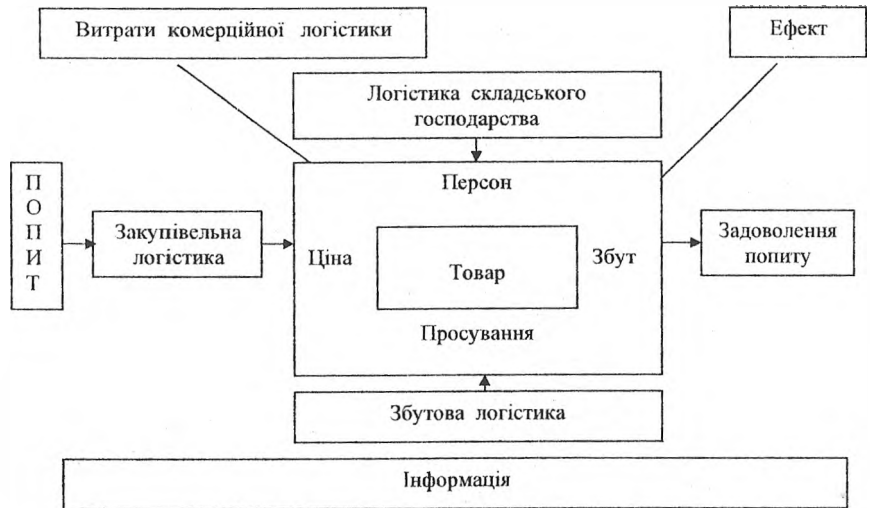 Витрати комерційної логістики
Ефект
Логістика складського
господарства
ПОПИТ
Закупівельна
логістика
Персон
Ціна
Товар
Збут
Просування
Задоволення
попиту
Збутова логістика
Інформація